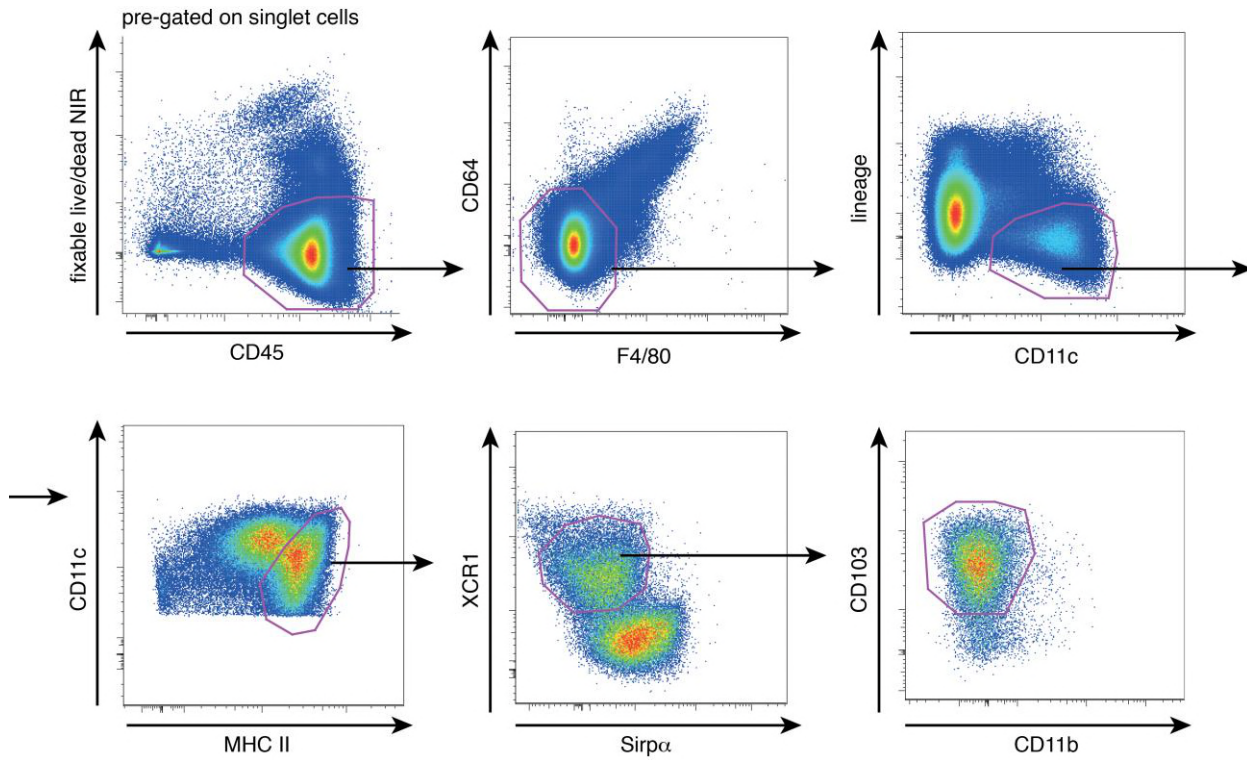 pre-gated on singlet cells
fixable live/dead NIR
CD45
CD64
F4/80
lineage
CD11c
CD11c
MHC II
XCR1
Sirpα
CD103
CD11b